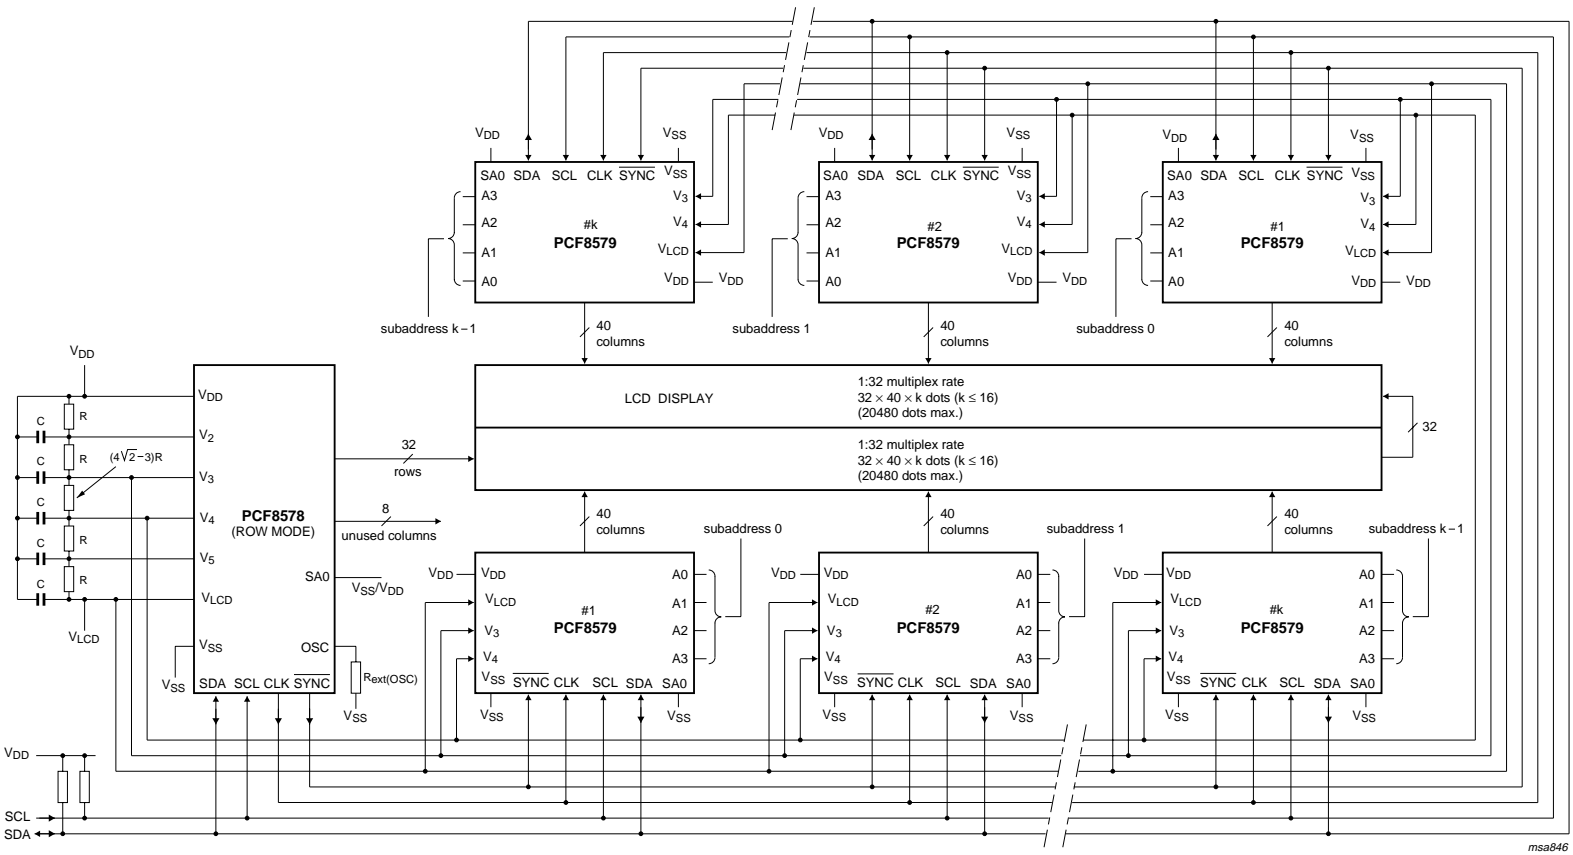 VDD
VSS
VDD
VSS
VDD
VSS
SA0 SDA SCL CLK SYNC VSS
SA0 SDA SCL CLK SYNC VSS
SA0 SDA SCL CLK SYNC VSS
A3
V3
A3
V3
A3
V3
A2
#k
V4
A2
#2
V4
A2
#1
V4
PCF8579
PCF8579
PCF8579
A1
VLCD
A1
VLCD
A1
VLCD
A0
VDD
VDD
A0
VDD
VDD
A0
VDD
VDD
subaddress k−1
40
columns
subaddress 1
40
columns
subaddress 0
40
columns
VDD
LCD DISPLAY
1:32 multiplex rate
32 × 40 × k dots (k ≤ 16)
(20480 dots max.)
1:32 multiplex rate
32 × 40 × k dots (k ≤ 16)
(20480 dots max.)
32
VDD
R
C
V2
R
(4√2−3)R
C
V3
C
V4
R
C
V5
R
C
VLCD
VLCD
PCF8578
(ROW MODE)
32
rows
8
unused columns
SA0
VSS/VDD
VSS
VSS
OSC
Rext(OSC)
VSS
SDA SCL CLK SYNC
40
columns
subaddress 0
40
columns
subaddress 1
40
columns
subaddress k−1
VDD
VDD
A0
VDD
VDD
A0
VDD
VDD
A0
VLCD
A1
VLCD
A1
VLCD
A1
#1
PCF8579
#2
PCF8579
#k
PCF8579
V3
A2
V3
A2
V3
A2
V4
A3
V4
A3
V4
A3
VSS SYNC CLK SCL SDA SA0
VSS SYNC CLK SCL SDA SA0
VSS SYNC CLK SCL SDA SA0
VSS
VSS
VSS
VSS
VSS
VSS
VDD
SCL
SDA
msa846